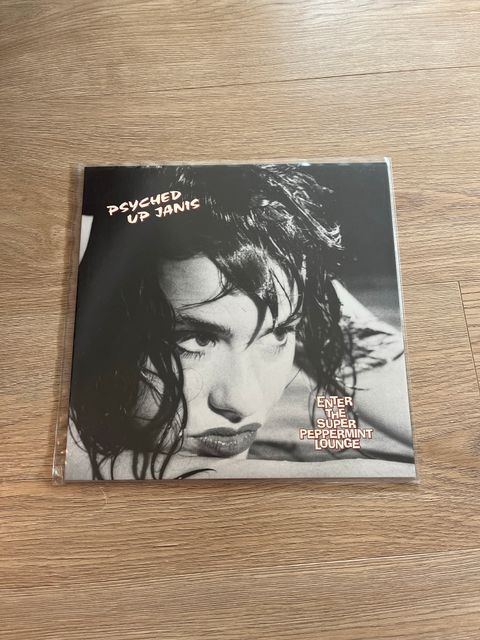 PSYCHED
UP JANIS
ENTER
THE
SUPER
PEPPERMINT
LOUNGE